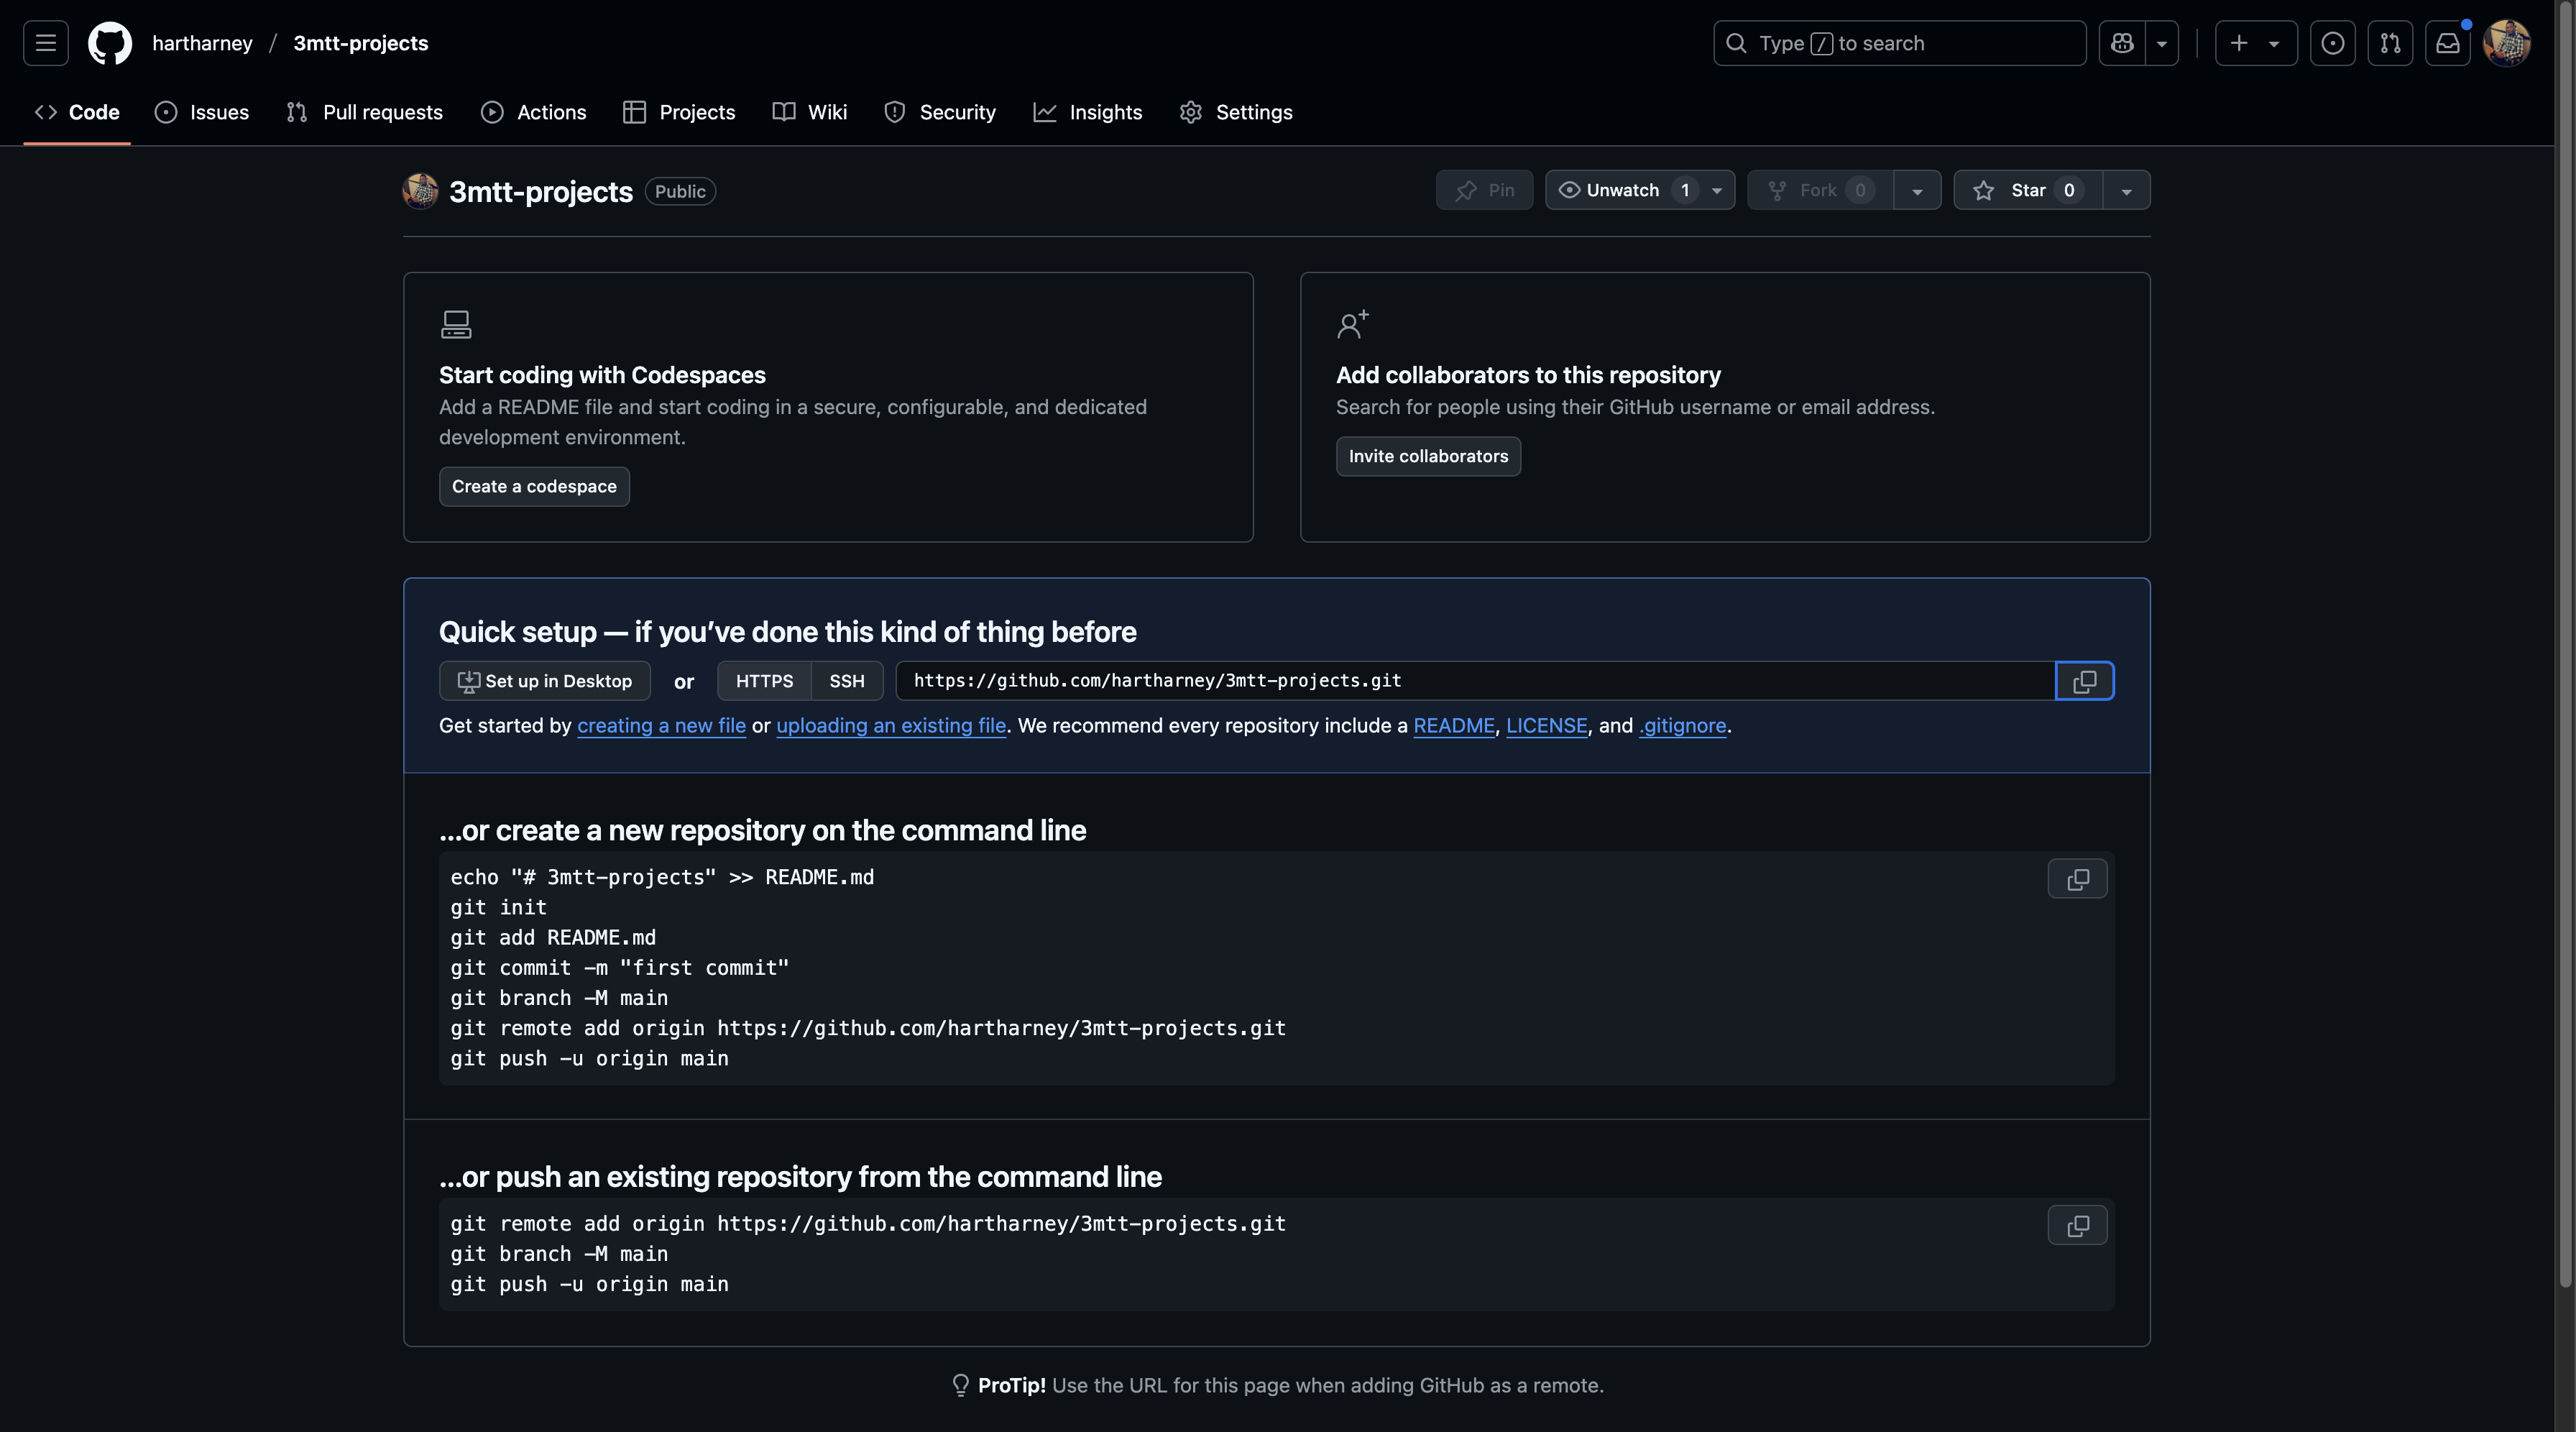 hartharney / 3mtt-projects
Type / to search
Code Issues Pull requests Actions Projects Wiki Security Insights Settings
3mtt-projects Public
Pin Unwatch 1 Fork 0 Star 0
Start coding with Codespaces
Add a README file and start coding in a secure, configurable, and dedicated
development environment.
Create a codespace
Add collaborators to this repository
Search for people using their GitHub username or email address.
Invite collaborators
Quick setup — if you’ve done this kind of thing before
Set up in Desktop or HTTPS SSH https://github.com/hartharney/3mtt-projects.git
Get started by creating a new file or uploading an existing file. We recommend every repository include a README, LICENSE, and .gitignore.
…or create a new repository on the command line
echo "# 3mtt-projects" >> README.md
git init
git add README.md
git commit -m "first commit"
git branch -M main
git remote add origin https://github.com/hartharney/3mtt-projects.git
git push -u origin main
…or push an existing repository from the command line
git remote add origin https://github.com/hartharney/3mtt-projects.git
git branch -M main
git push -u origin main
ProTip! Use the URL for this page when adding GitHub as a remote.